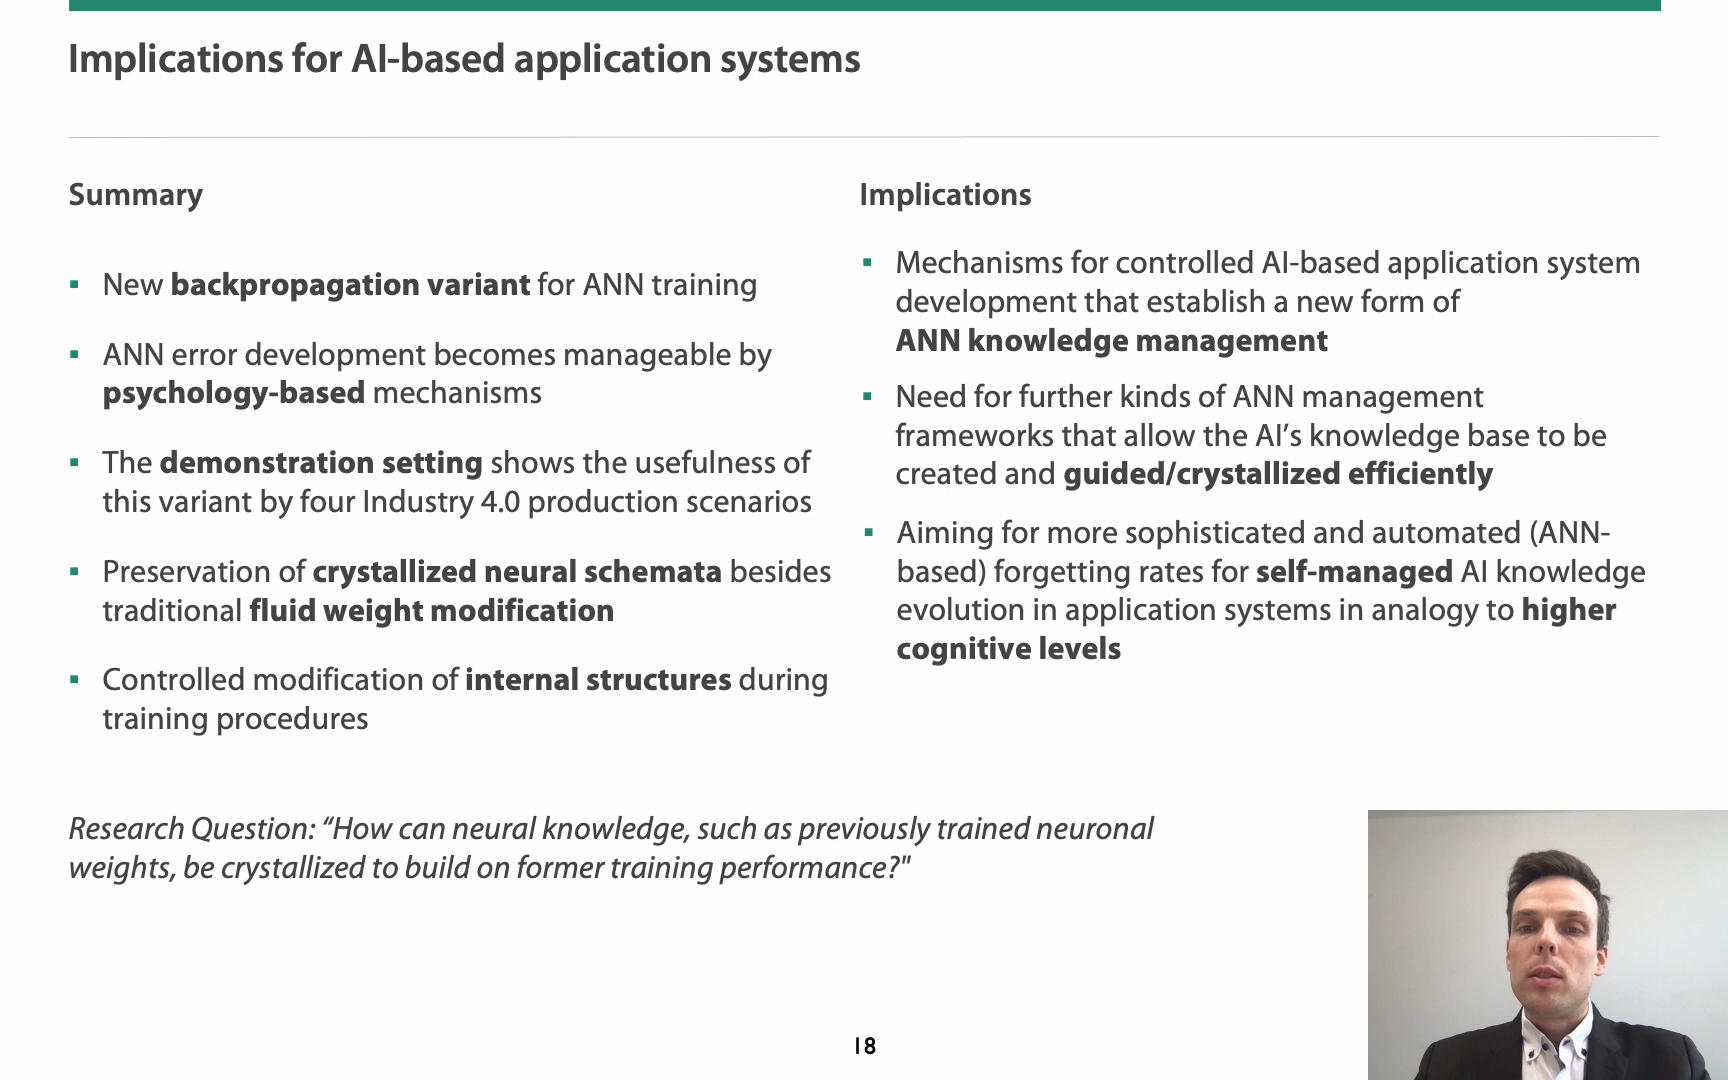 Implications for AI-based application systems
Summary
▪ New backpropagation variant for ANN training
▪ ANN error development becomes manageable by
psychology-based mechanisms
▪ The demonstration setting shows the usefulness of
this variant by four Industry 4.0 production scenarios
▪ Preservation of crystallized neural schemata besides
traditional fluid weight modification
▪ Controlled modification of internal structures during
training procedures
Implications
▪ Mechanisms for controlled AI-based application system
development that establish a new form of
ANN knowledge management
▪ Need for further kinds of ANN management
frameworks that allow the AI’s knowledge base to be
created and guided/crystallized efficiently
▪ Aiming for more sophisticated and automated (ANN-
based) forgetting rates for self-managed AI knowledge
evolution in application systems in analogy to higher
cognitive levels
Research Question: “How can neural knowledge, such as previously trained neuronal
weights, be crystallized to build on former training performance?"
18